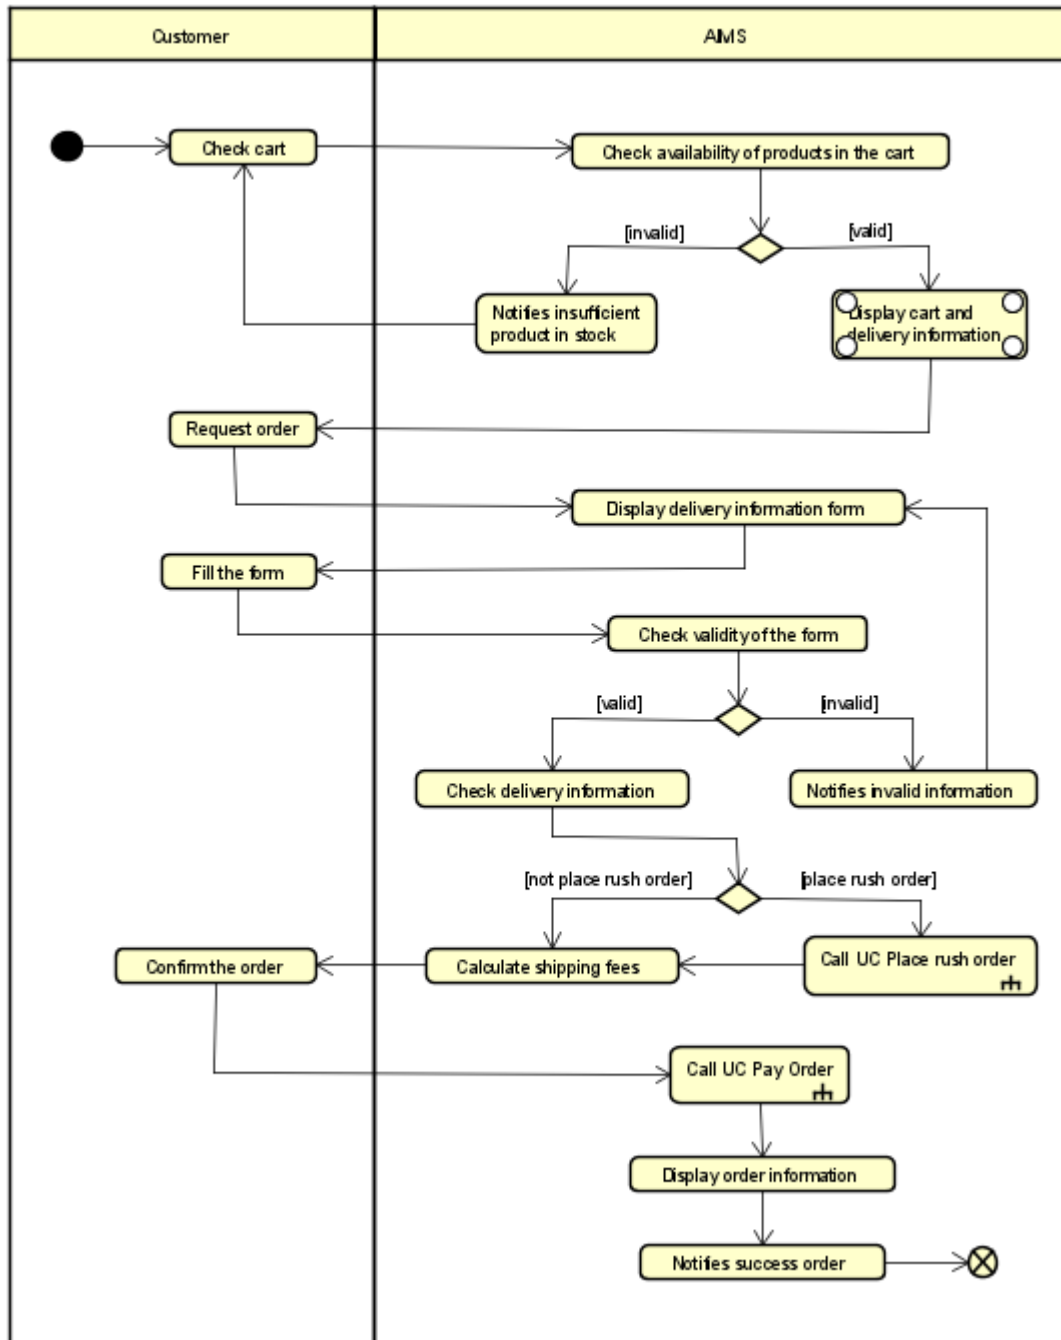 Customer
AIMS
Check cart
Check availability of products in the cart
[invalid]
[valid]
Notifies insufficient
product in stock
Display cart and
delivery information
Request order
Display delivery information form
Fill the form
Check validity of the form
[valid]
[invalid]
Check delivery information
Notifies invalid information
[not place rush order]
[place rush order]
Confirm the order
Calculate shipping fees
Call UC Place rush order
Call UC Pay Order
Display order information
Notifies success order